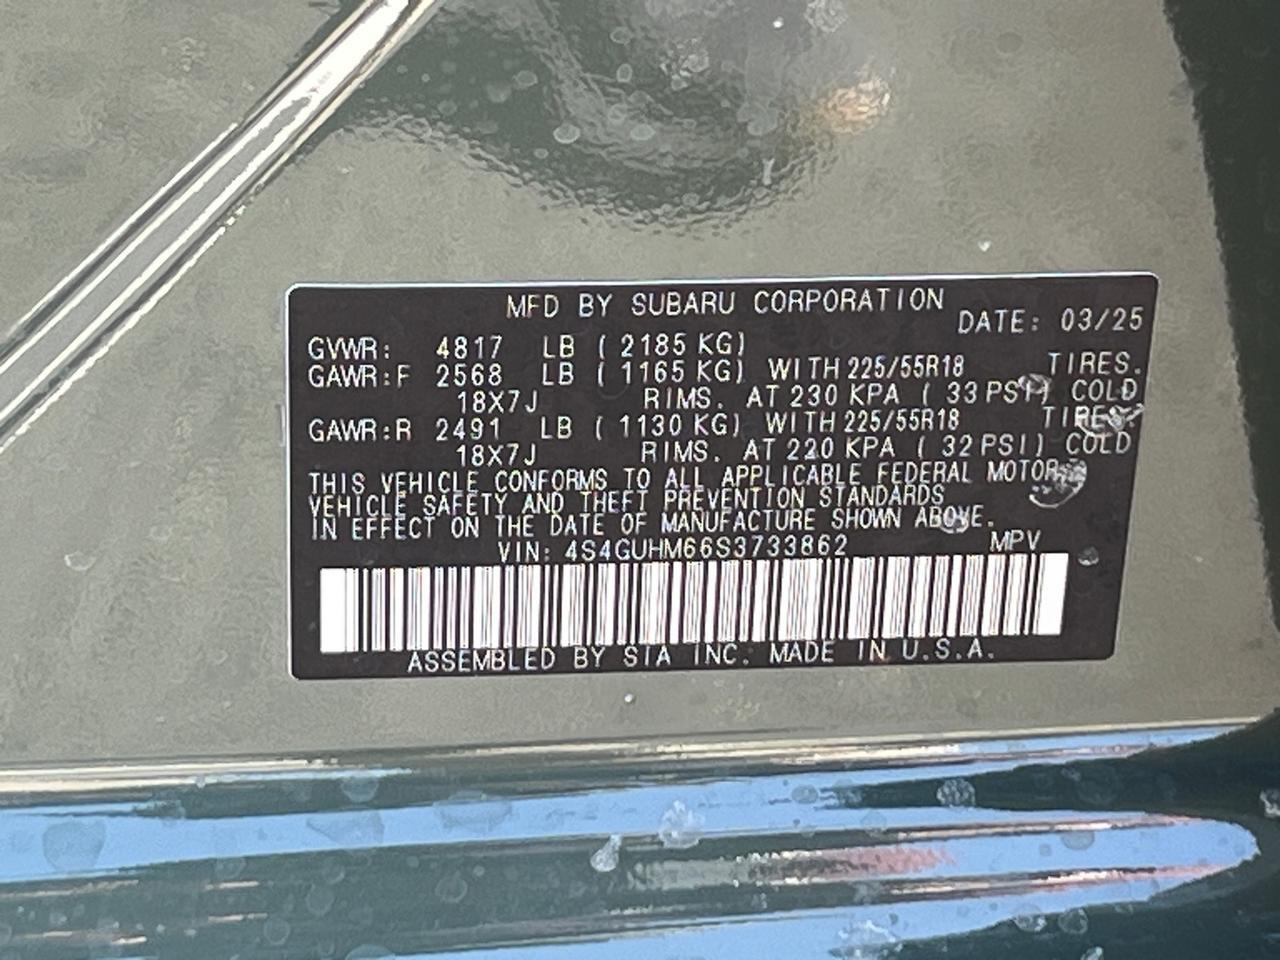 MFD BY SUBARU CORPORATION
DATE: 03/25
GVWR: 4817 LB ( 2185 KG)
GAWR:F 2568 LB ( 1165 KG) WITH 225/55R18 TIRES.
18X7J RIMS. AT 230 KPA ( 33 PSI) COLD
GAWR:R 2491 LB ( 1130 KG) WITH 225/55R18 TIRES.
18X7J RIMS. AT 220 KPA ( 32 PSI) COLD
THIS VEHICLE CONFORMS TO ALL APPLICABLE FEDERAL MOTOR
VEHICLE SAFETY AND THEFT PREVENTION STANDARDS
IN EFFECT ON THE DATE OF MANUFACTURE SHOWN ABOVE.
VIN: 4S4GUHM66S3733862 MPV
ASSEMBLED BY SIA INC. MADE IN U.S.A.